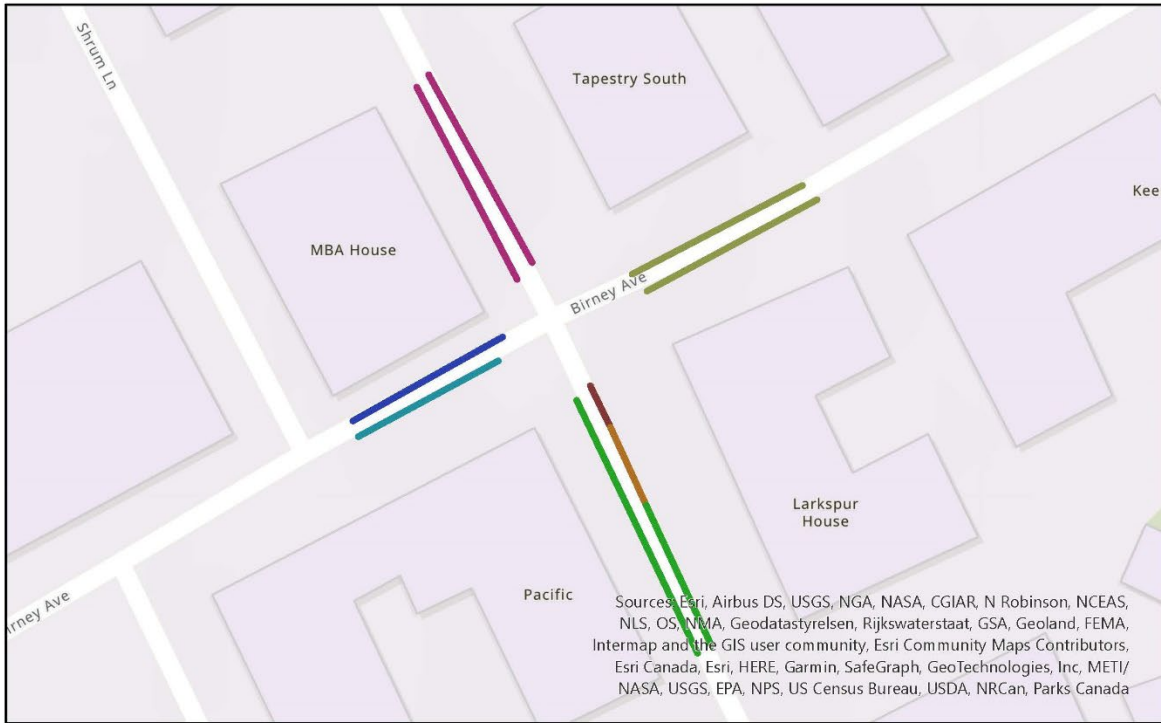 Shrum Ln
Tapestry South
Kee
MBA House
Birney Ave
Larkspur
House
Pacific
irney Ave
Sources: Esri, Airbus DS, USGS, NGA, NASA, CGIAR, N Robinson, NCEAS,
NLS, OS, NMA, Geodatastyrelsen, Rijkswaterstaat, GSA, Geoland, FEMA,
Intermap and the GIS user community, Esri Community Maps Contributors,
Esri Canada, Esri, HERE, Garmin, SafeGraph, GeoTechnologies, Inc, METI/
NASA, USGS, EPA, NPS, US Census Bureau, USDA, NRCan, Parks Canada